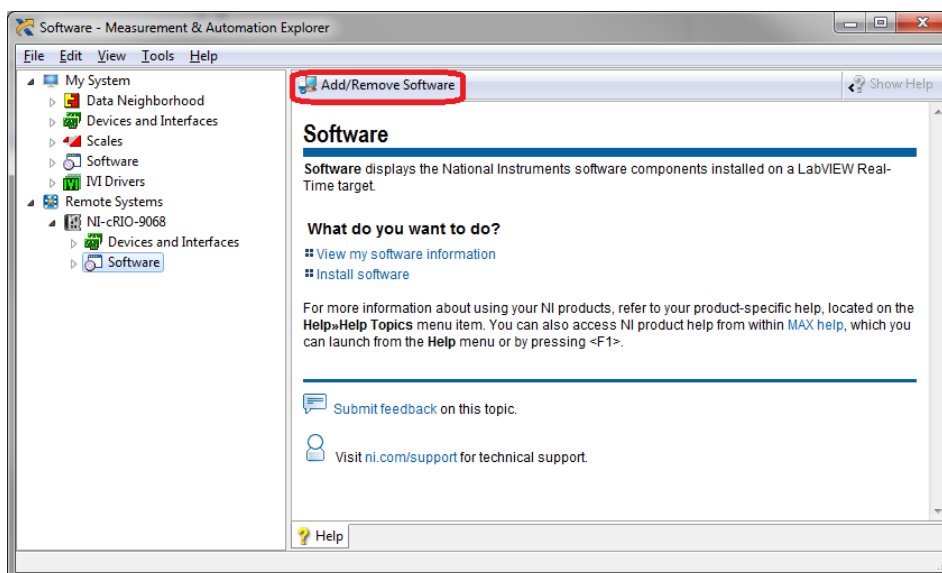 Software - Measurement & Automation Explorer
File Edit View Tools Help
My System
Data Neighborhood
Devices and Interfaces
Scales
Software
IVI Drivers
Remote Systems
NI-cRIO-9068
Devices and Interfaces
Software
Add/Remove Software
Show Help
Software
Software displays the National Instruments software components installed on a LabVIEW Real-
Time target.
What do you want to do?
View my software information
Install software
For more information about using your NI products, refer to your product-specific help, located on the
Help»Help Topics menu item. You can also access NI product help from within MAX help, which you
can launch from the Help menu or by pressing <F1>.
Submit feedback on this topic.
Visit ni.com/support for technical support.
Help